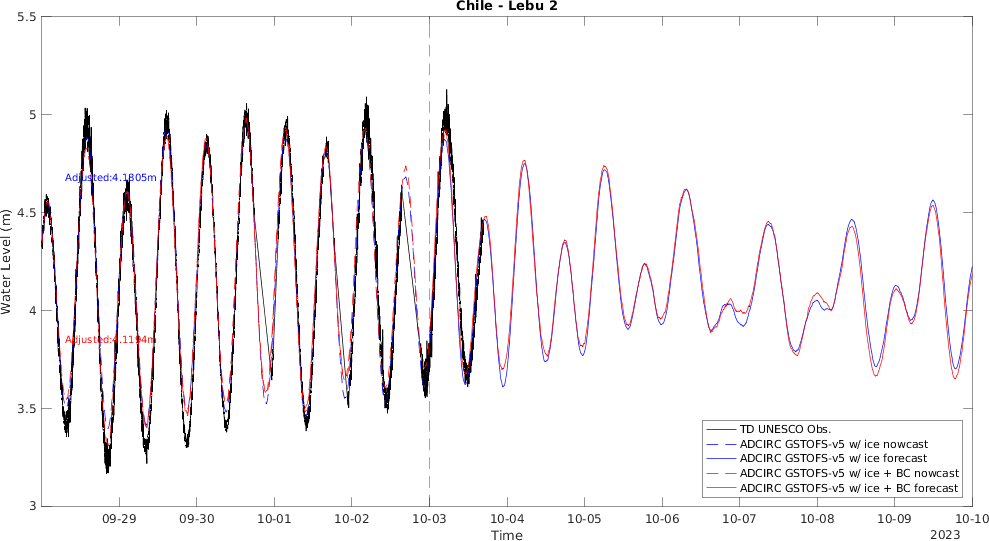 Chile - Lebu 2
5.5
5
4.5
4
3.5
3
Water Level (m)
Adjusted:4.1305m
Adjusted:4.1194m
TD UNESCO Obs.
ADCIRC GSTOFS-v5 w/ ice nowcast
ADCIRC GSTOFS-v5 w/ ice forecast
ADCIRC GSTOFS-v5 w/ ice + BC nowcast
ADCIRC GSTOFS-v5 w/ ice + BC forecast
09-29 09-30 10-01 10-02 10-03 10-04 10-05 10-06 10-07 10-08 10-09 10-10
Time
2023